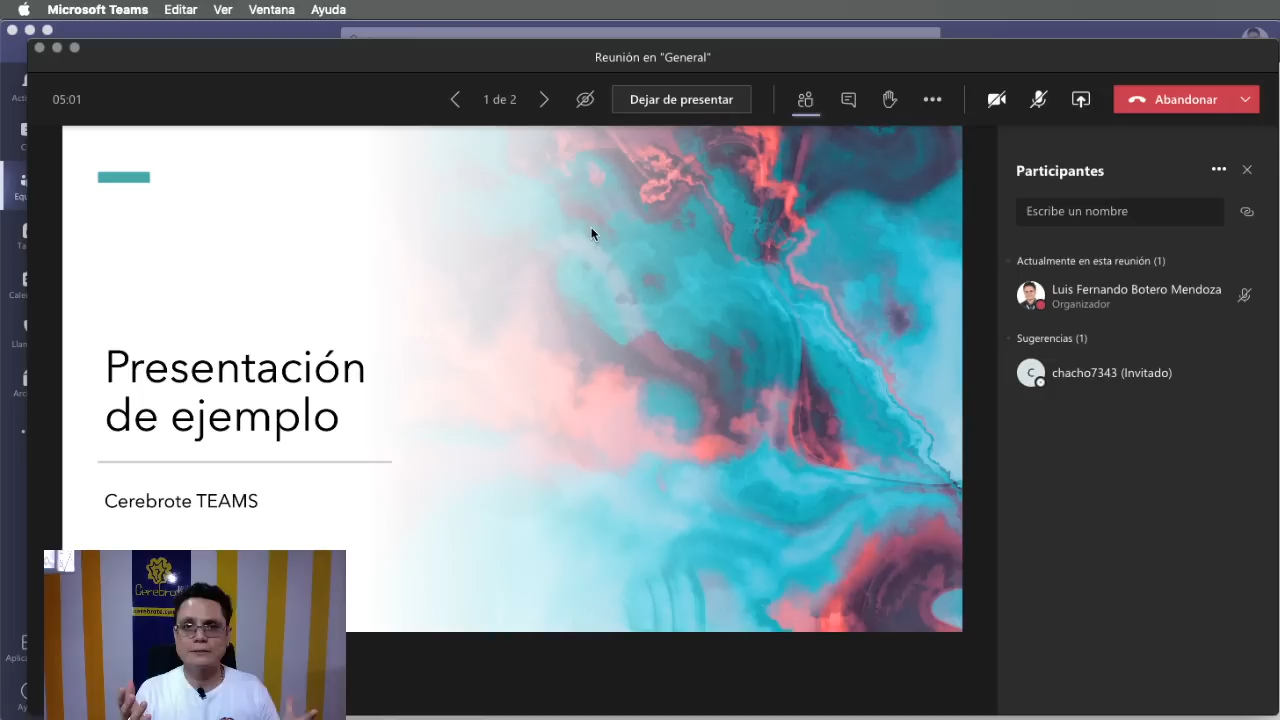 Microsoft Teams Editar Ver Ventana Ayuda
Reunión en "General"
05:01
1 de 2
Dejar de presentar
Abandonar
Participantes
Escribe un nombre
Actualmente en esta reunión (1)
Luis Fernando Botero Mendoza
Organizador
Sugerencias (1)
C
chacho7343 (Invitado)
Presentación
de ejemplo
Cerebrote TEAMS